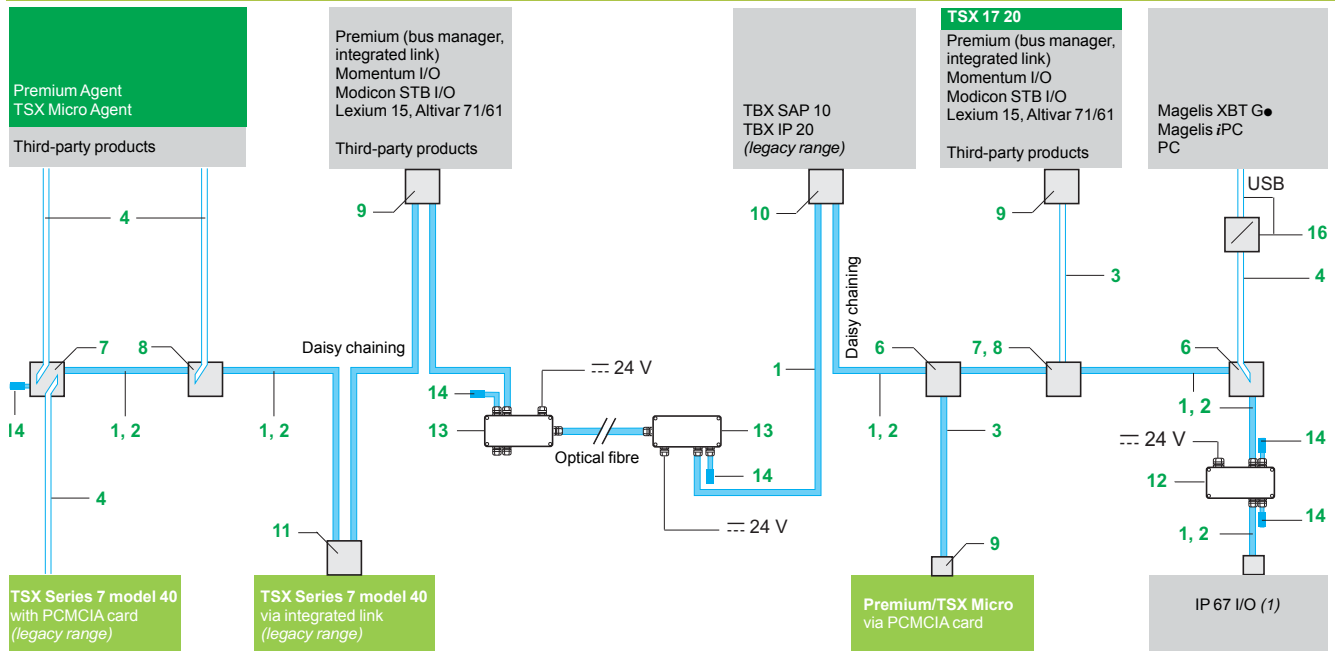 Premium Agent
TSX Micro Agent
Third-party products
Premium (bus manager,
integrated link)
Momentum I/O
Modicon STB I/O
Lexium 15, Altivar 71/61
Third-party products
TBX SAP 10
TBX IP 20
(legacy range)
TSX 17 20
Premium (bus manager,
integrated link)
Momentum I/O
Modicon STB I/O
Lexium 15, Altivar 71/61
Third-party products
Magelis XBT G●
Magelis iPC
PC
4
9
10
9
USB
16
4
3
Daisy chaining
7
8
Daisy chaining
6
7, 8
6
24 V
1
14
14
1, 2
1, 2
13
13
Optical fibre
14
1, 2
3
1, 2
1, 2
24 V
14
12
4
24 V
14
11
9
1, 2
TSX Series 7 model 40
with PCMCIA card
(legacy range)
TSX Series 7 model 40
via integrated link
(legacy range)
Premium/TSX Micro
via PCMCIA card
IP 67 I/O (1)